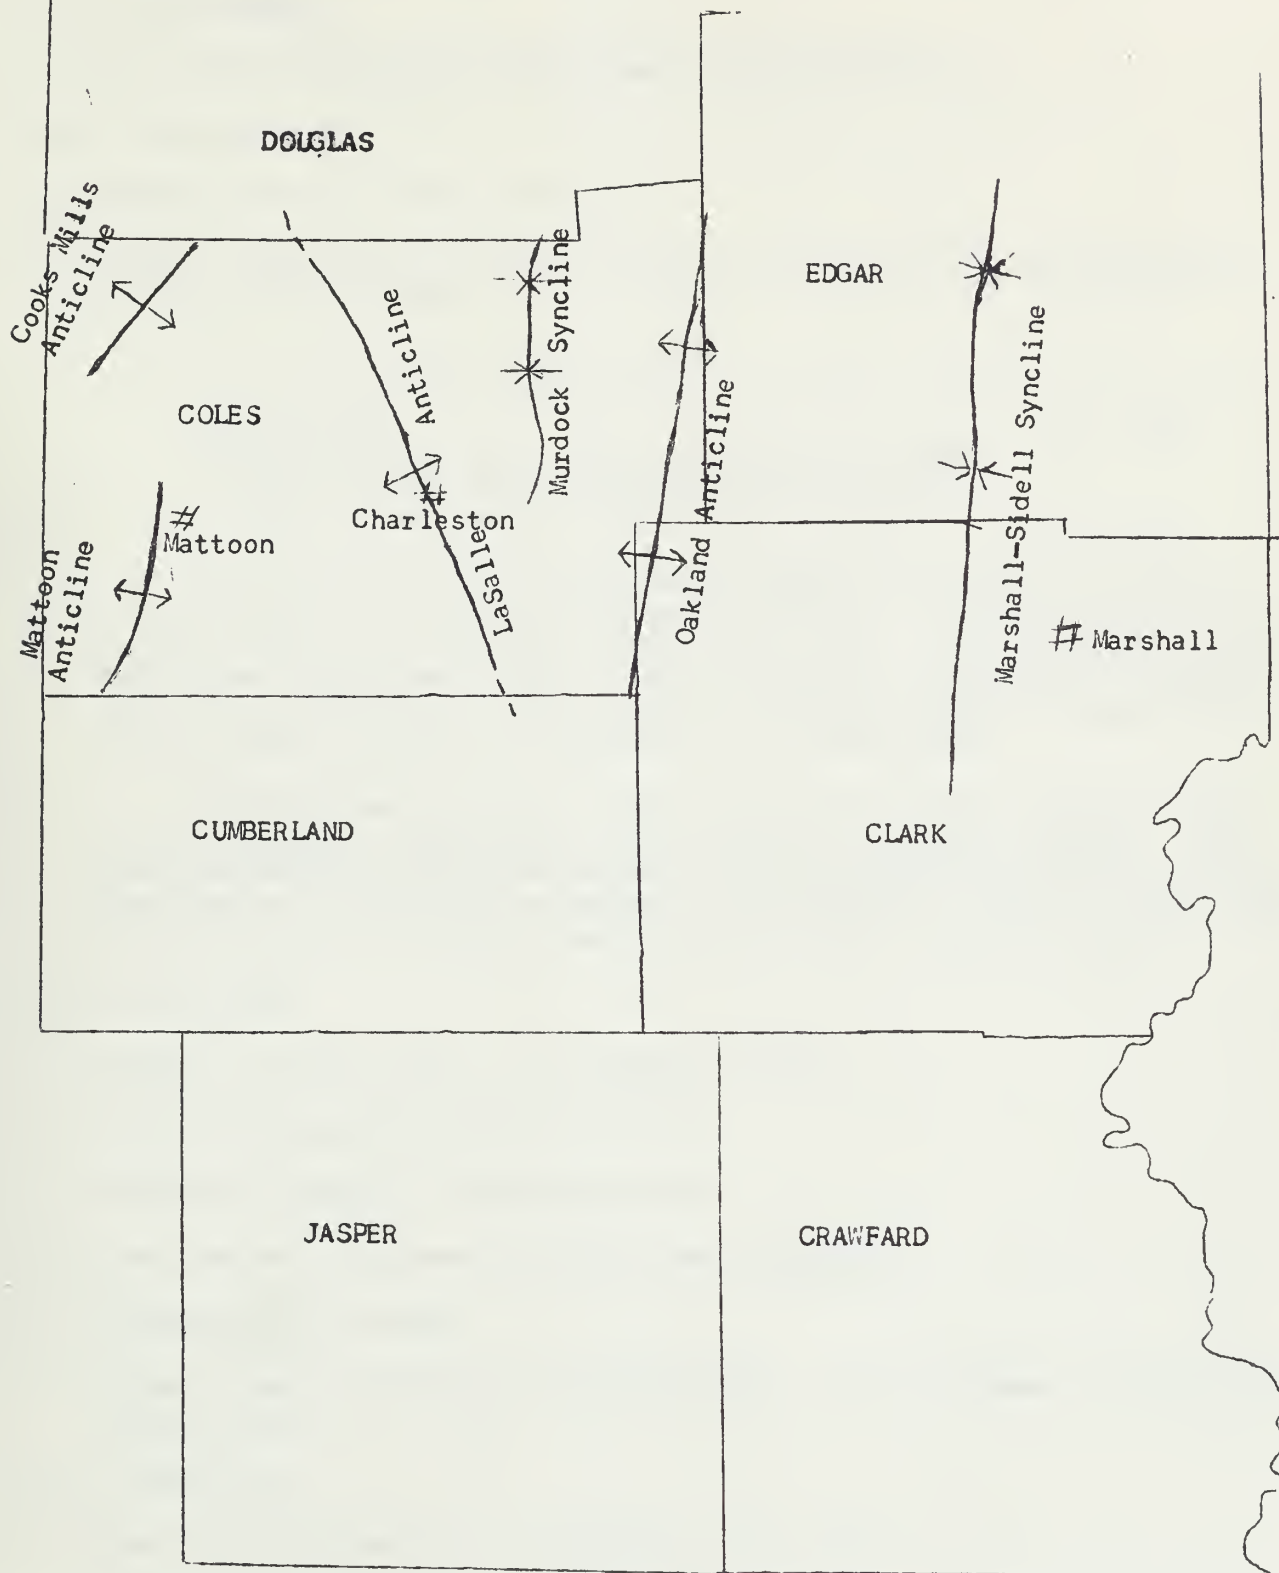 DOUGLAS
Cooks Mills
Anticline
EDGAR
COLES
LaSalle Anticline
Murdock Syncline
Oakland Anticline
Marshall-Sidell Syncline
# Charleston
# Mattoon
Mattoon
Anticline
# Marshall
CUMBERLAND
CLARK
JASPER
CRAWFARD